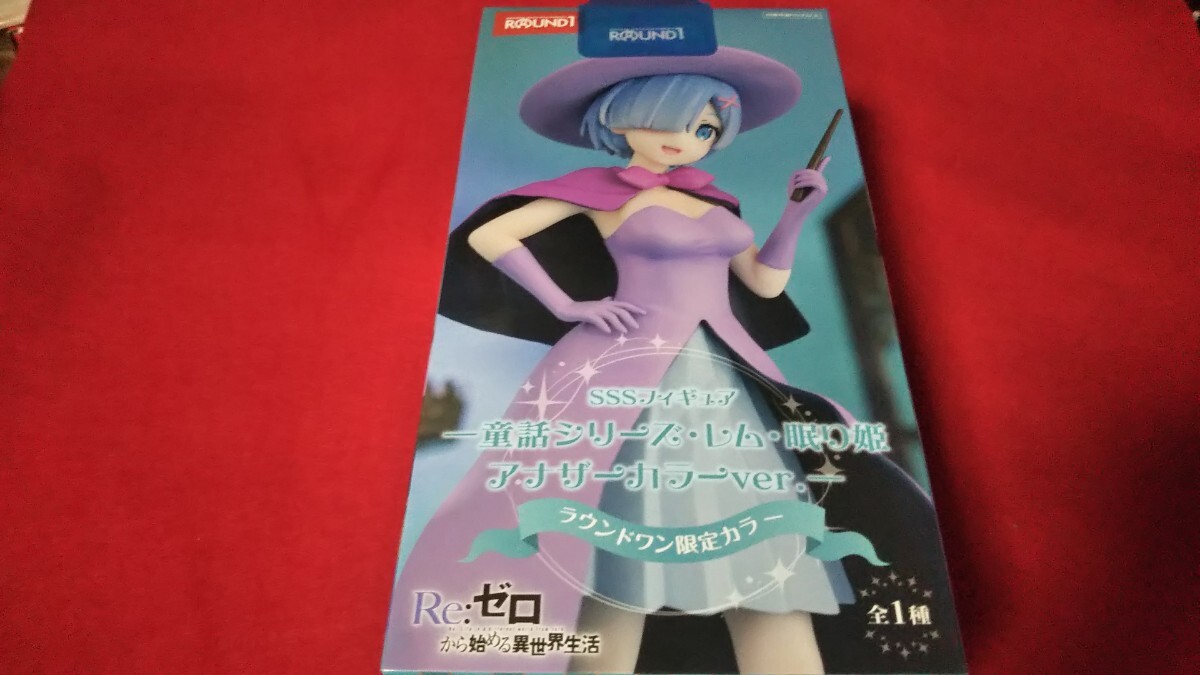 ROUND1
ROUND1
SSSフィギュア
ー童話シリーズ・レム・眠り姫
アナザーカラーver.ー
ラウンドワン限定カラー
Re:ゼロ
から始める異世界生活
全1種